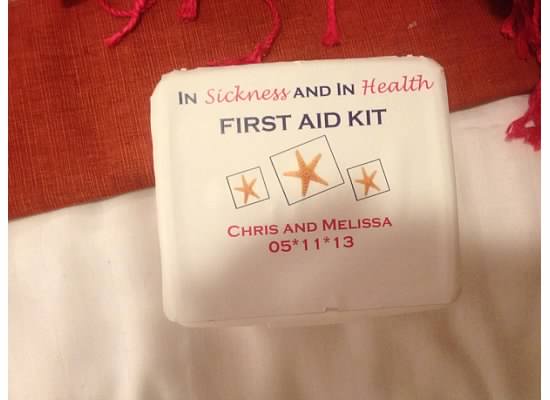 In Sickness and In Health
FIRST AID KIT
Chris and Melissa
05*11*13